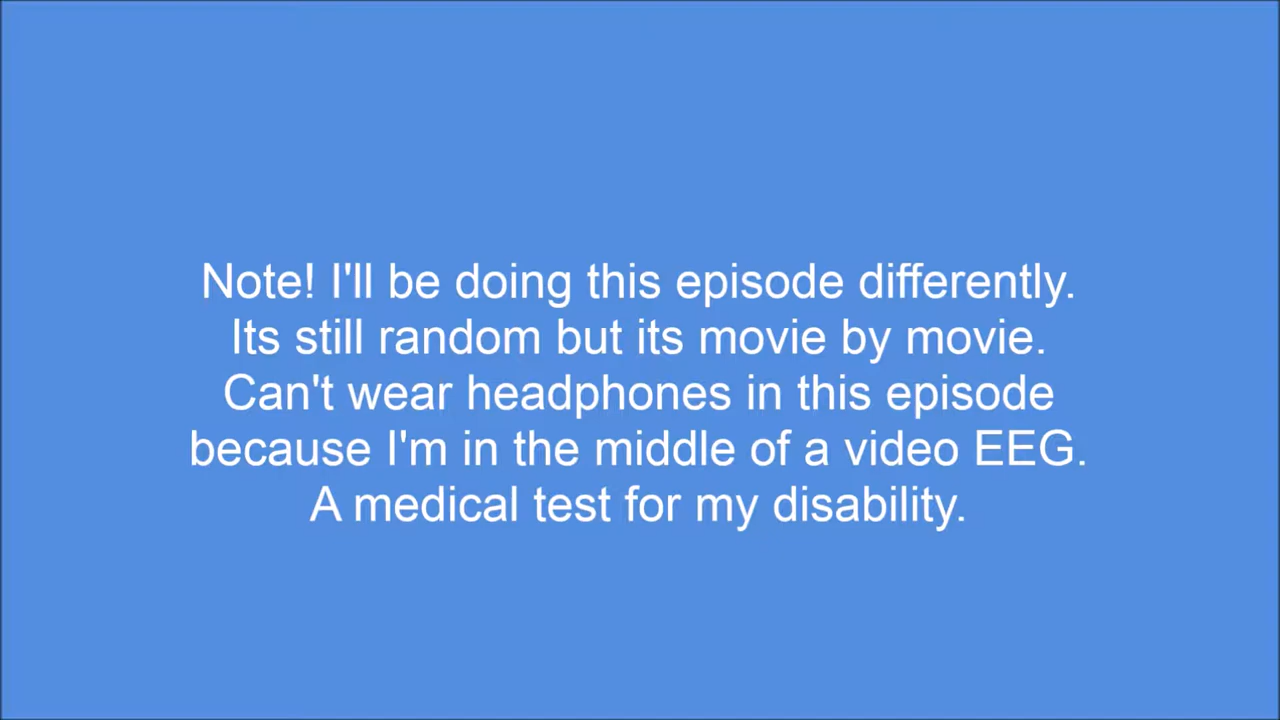 Note! I'll be doing this episode differently.
Its still random but its movie by movie.
Can't wear headphones in this episode
because I'm in the middle of a video EEG.
A medical test for my disability.